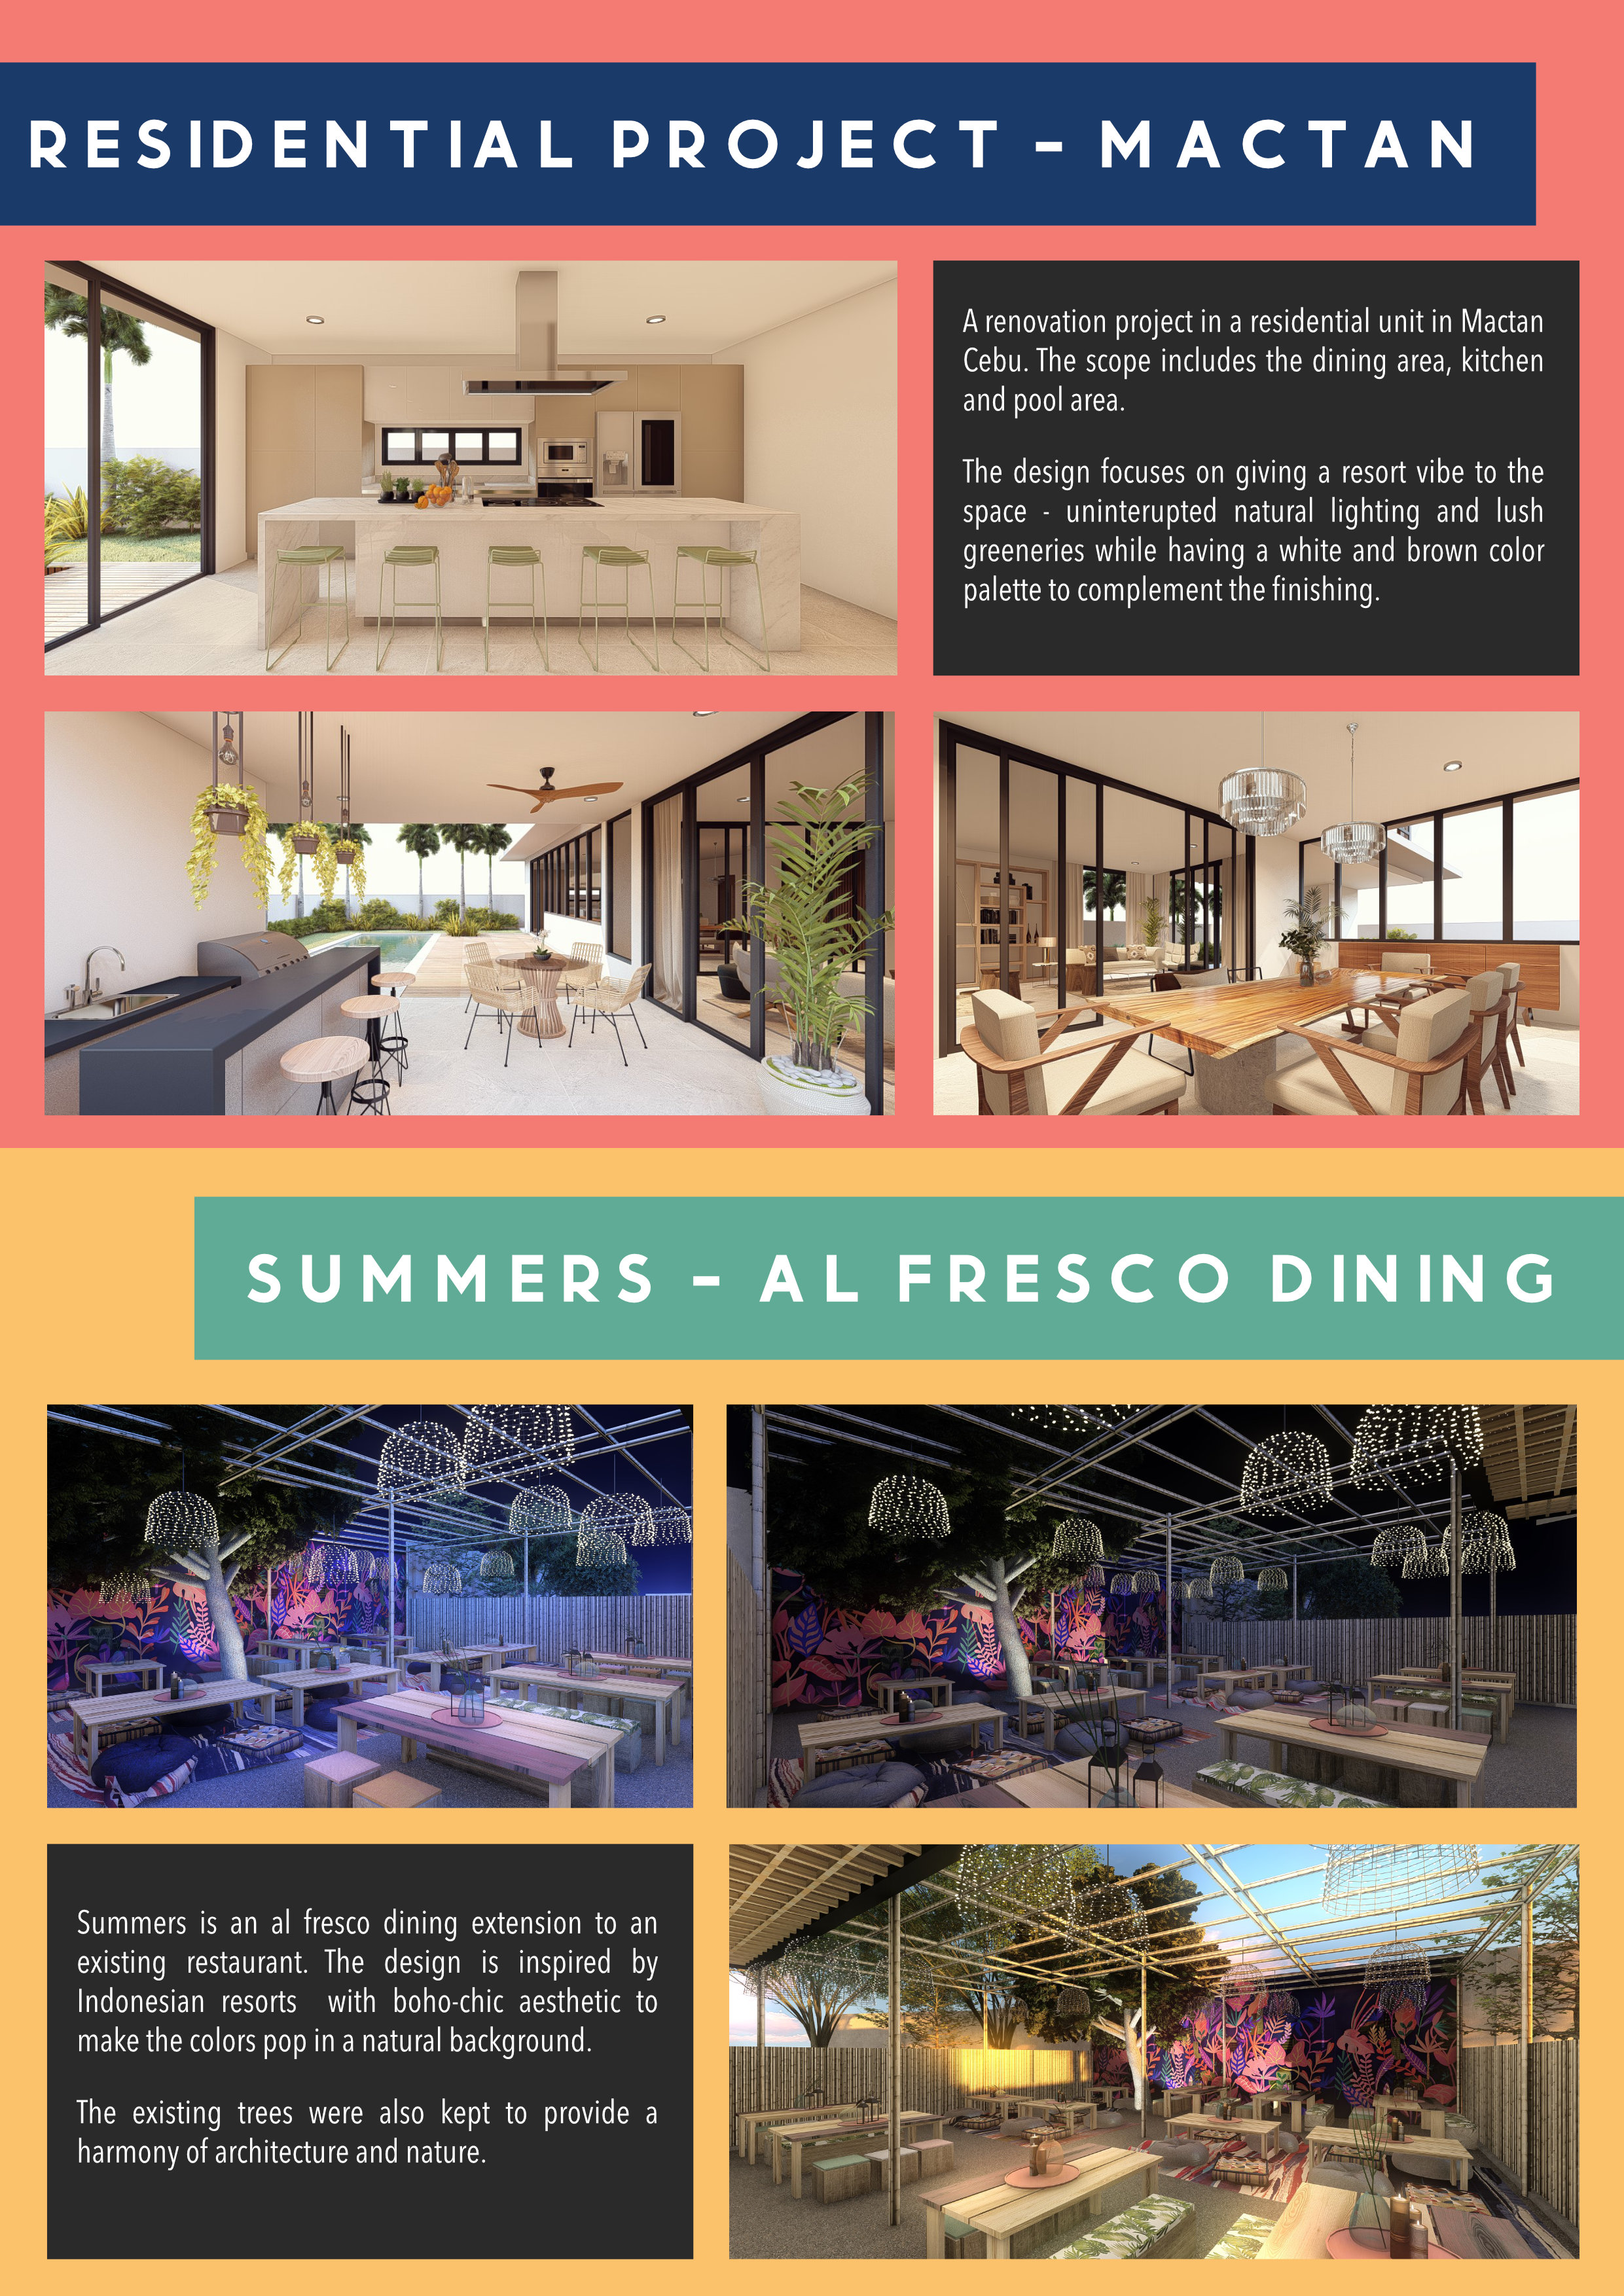 RESIDENTIAL PROJECT - MACTAN
A renovation project in a residential unit in Mactan
Cebu. The scope includes the dining area, kitchen
and pool area.
The design focuses on giving a resort vibe to the
space - uninterupted natural lighting and lush
greeneries while having a white and brown color
palette to complement the finishing.
SUMMERS - AL FRESCO DINING
Summers is an al fresco dining extension to an
existing restaurant. The design is inspired by
Indonesian resorts with boho-chic aesthetic to
make the colors pop in a natural background.
The existing trees were also kept to provide a
harmony of architecture and nature.